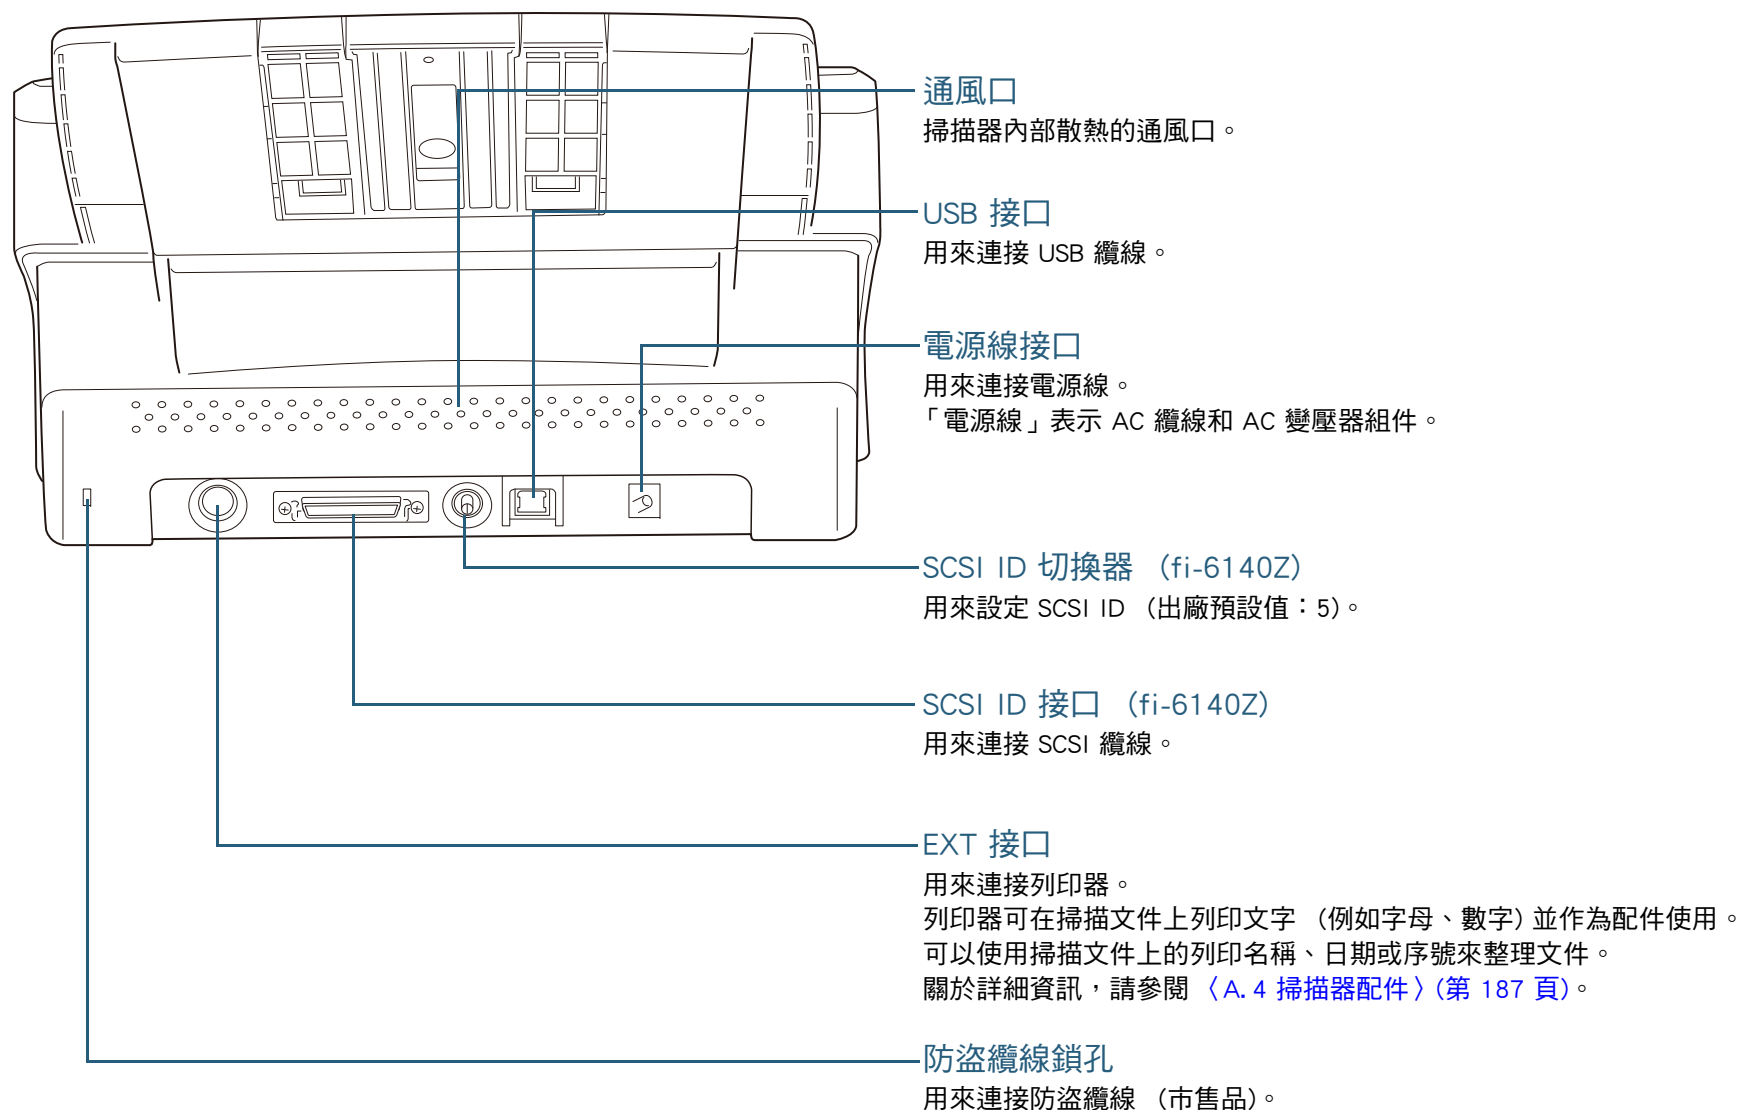 通風口
掃描器內部散熱的通風口。
USB 接口
用來連接 USB 纜線。
電源線接口
用來連接電源線。
「電源線」表示 AC 纜線和 AC 變壓器組件。
SCSI ID 切換器 (fi-6140Z)
用來設定 SCSI ID (出廠預設值：5)。
SCSI ID 接口 (fi-6140Z)
用來連接 SCSI 纜線。
EXT 接口
用來連接列印器。
列印器可在掃描文件上列印文字 (例如字母、數字) 並作為配件使用。
可以使用掃描文件上的列印名稱、日期或序號來整理文件。
關於詳細資訊，請參閱〈A.4 掃描器配件〉(第 187 頁)。
防盜纜線鎖孔
用來連接防盜纜線 (市售品)。